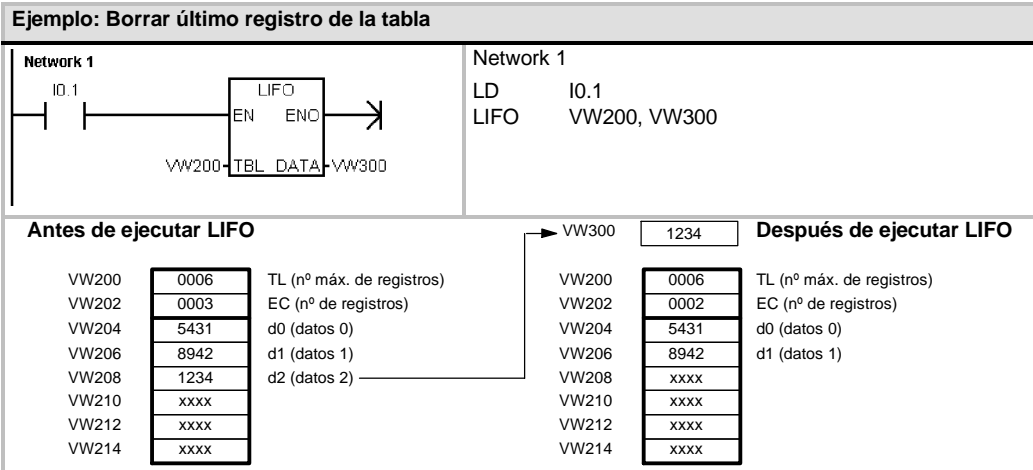 Ejemplo: Borrar último registro de la tabla
Network 1
I0.1
LIFO
EN ENO
VW200 TBL DATA VW300
Network 1
LD I0.1
LIFO VW200, VW300
Antes de ejecutar LIFO
VW200 0006 TL (nº máx. de registros)
VW202 0003 EC (nº de registros)
VW204 5431 d0 (datos 0)
VW206 8942 d1 (datos 1)
VW208 1234 d2 (datos 2)
VW210 xxxx
VW212 xxxx
VW214 xxxx
VW300 1234 Después de ejecutar LIFO
VW200 0006 TL (nº máx. de registros)
VW202 0002 EC (nº de registros)
VW204 5431 d0 (datos 0)
VW206 8942 d1 (datos 1)
VW208 xxxx
VW210 xxxx
VW212 xxxx
VW214 xxxx